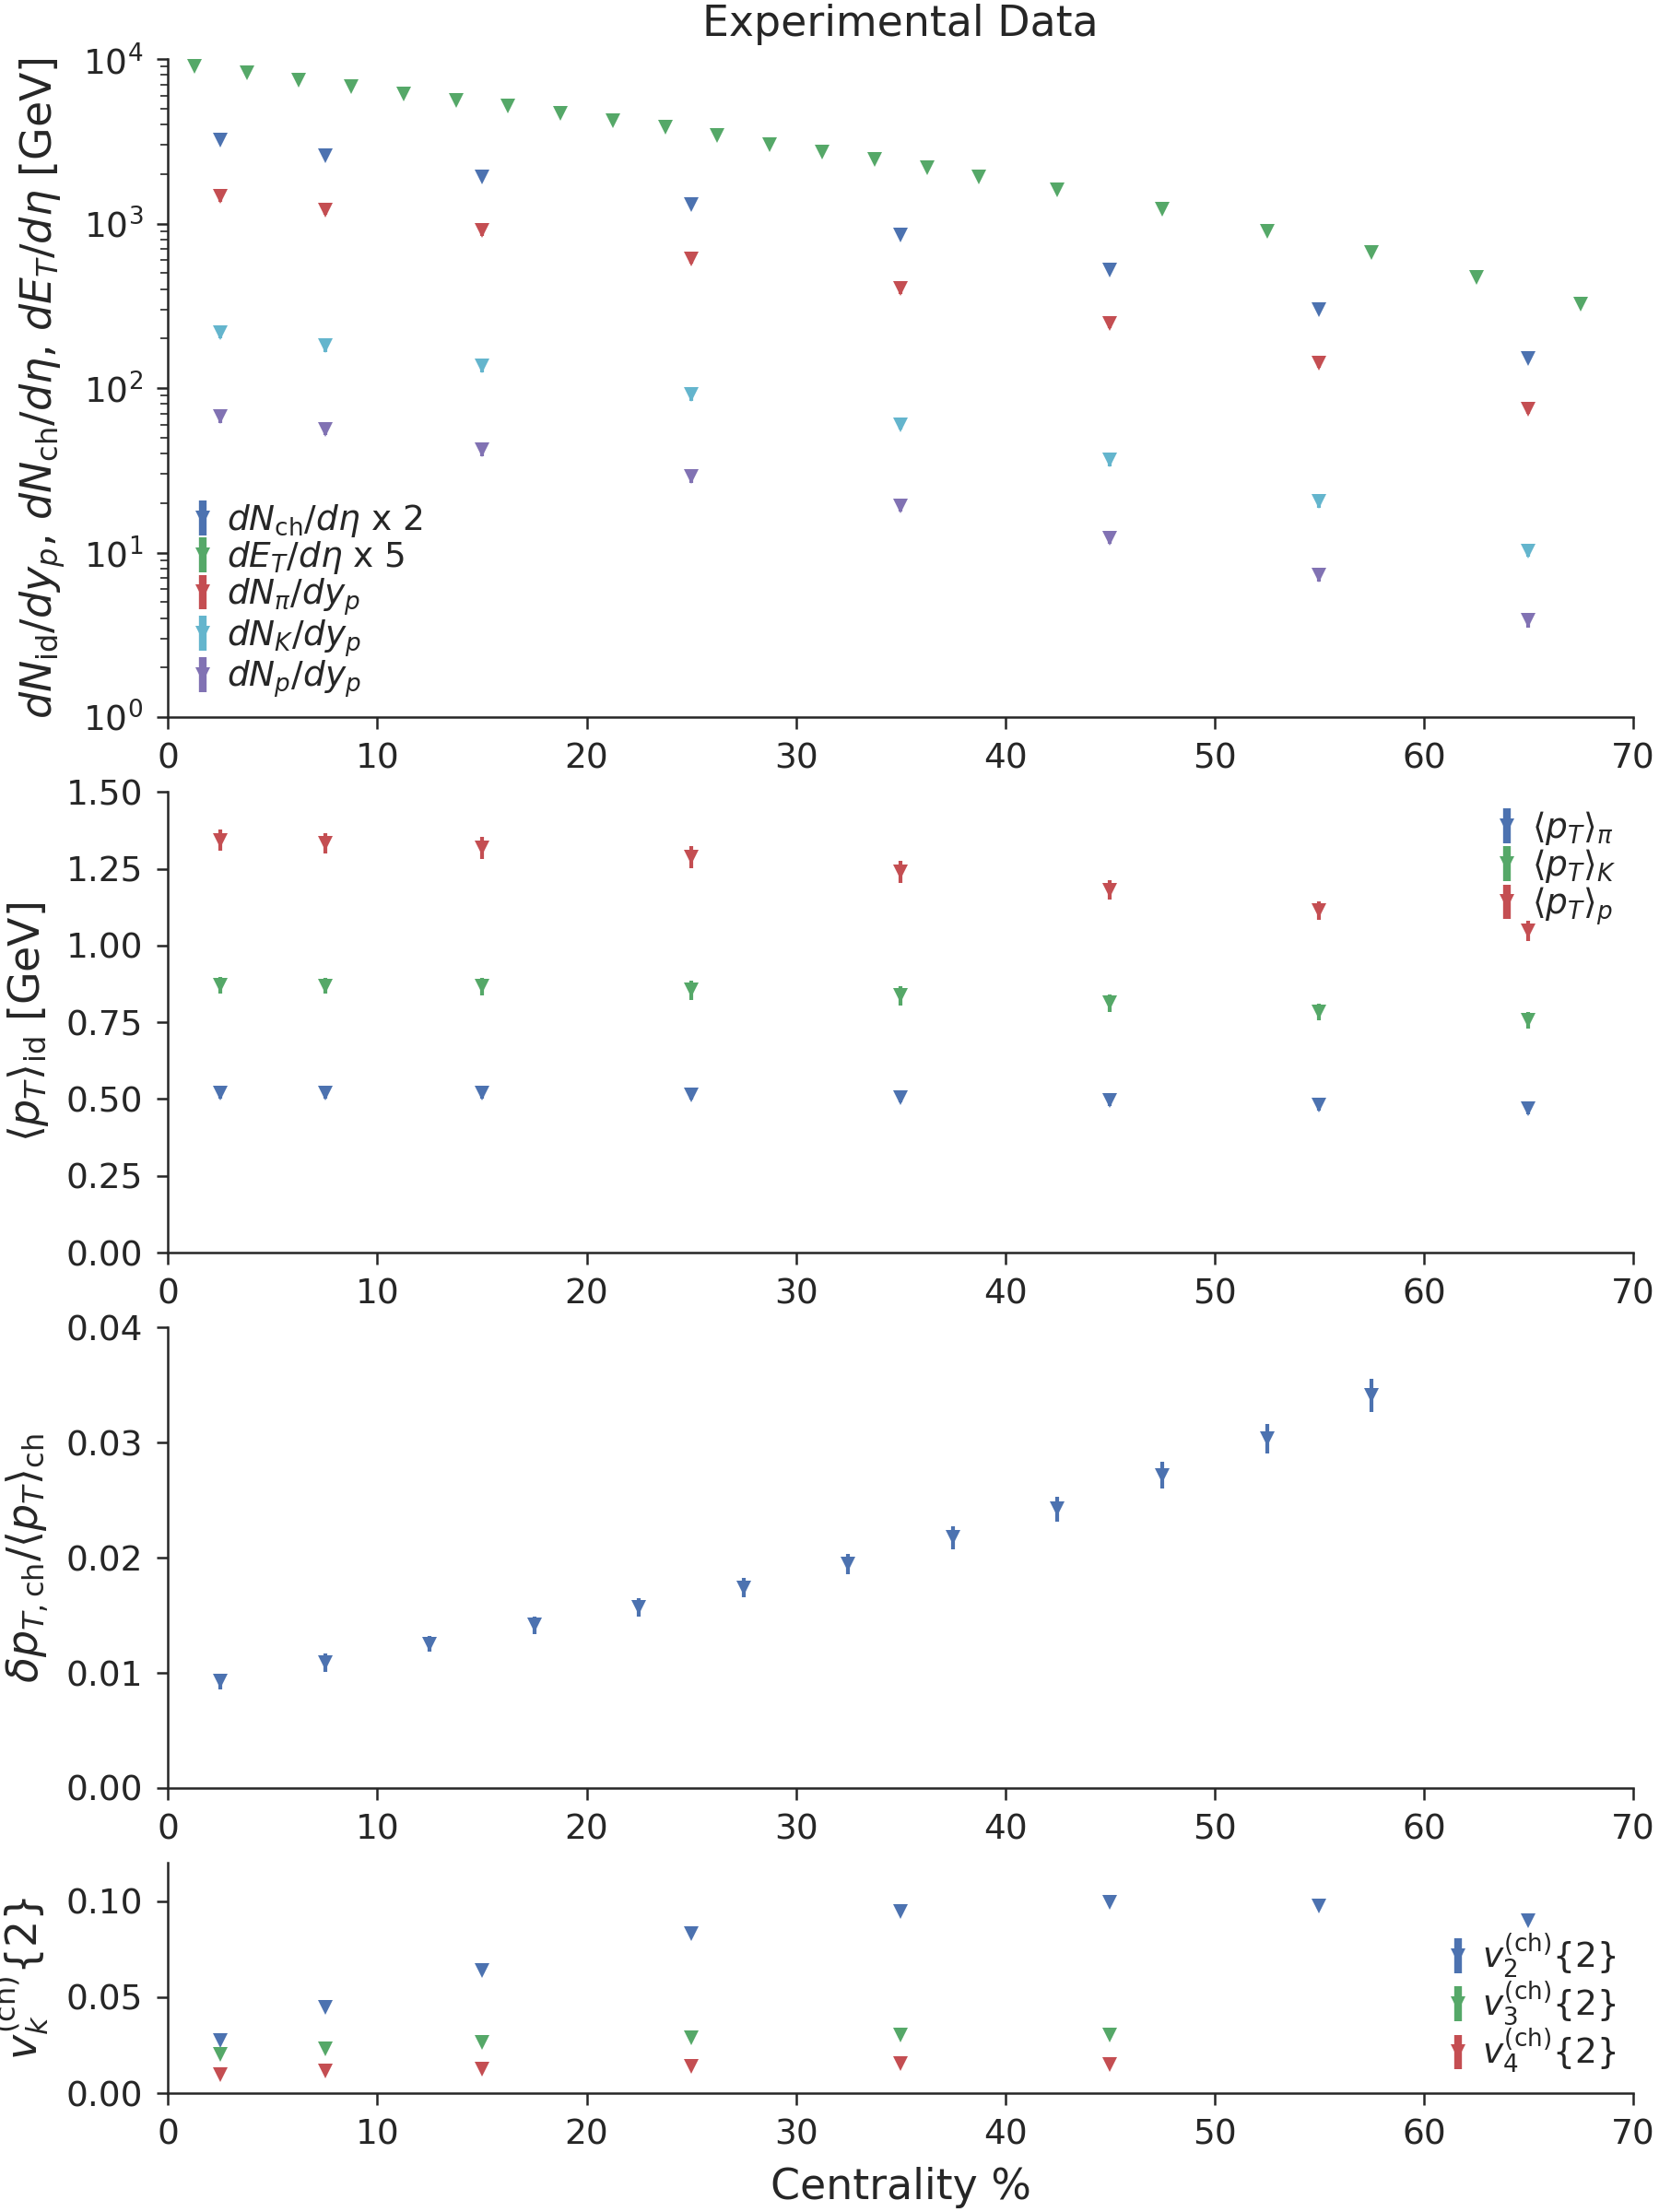 Experimental Data
dN_id/dy_p, dN_ch/dη, dE_T/dη [GeV]
10^4
10^3
10^2
10^1
10^0
dN_ch/dη x 2
dE_T/dη x 5
dN_π/dy_p
dN_K/dy_p
dN_p/dy_p
0 10 20 30 40 50 60 70
⟨p_T⟩_id [GeV]
1.50
1.25
1.00
0.75
0.50
0.25
0.00
⟨p_T⟩_π
⟨p_T⟩_K
⟨p_T⟩_p
0 10 20 30 40 50 60 70
δp_T,ch/⟨p_T⟩_ch
0.04
0.03
0.02
0.01
0.00
0 10 20 30 40 50 60 70
v_k^(ch){2}
0.10
0.05
0.00
v_2^(ch){2}
v_3^(ch){2}
v_4^(ch){2}
0 10 20 30 40 50 60 70
Centrality %